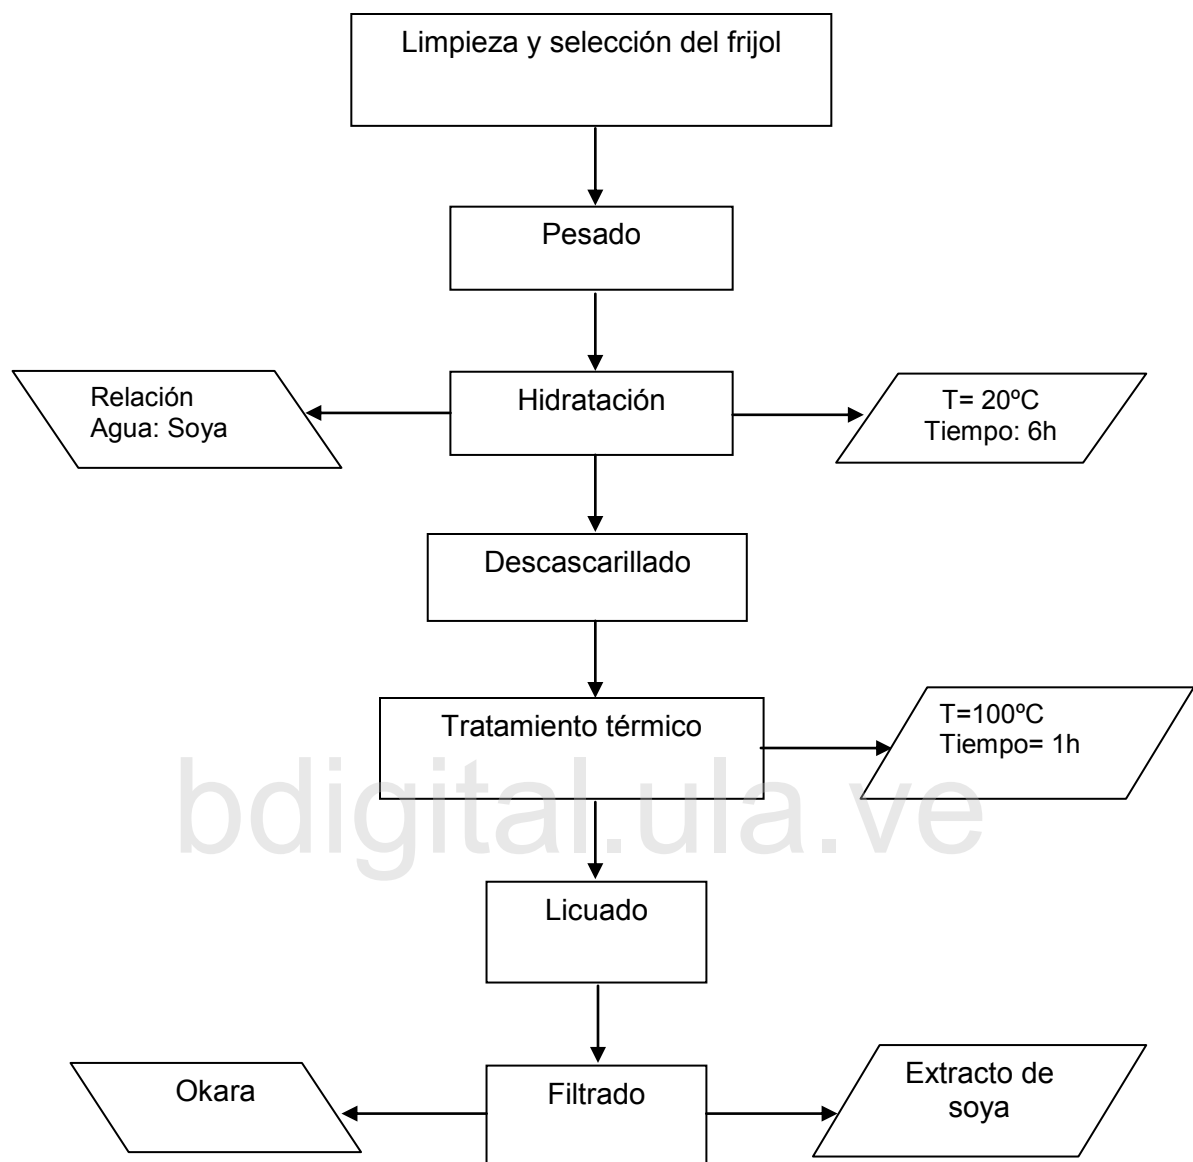 Limpieza y selección del frijol
Pesado
Relación
Agua: Soya
Hidratación
T= 20ºC
Tiempo: 6h
Descascarillado
Tratamiento térmico
T=100ºC
Tiempo= 1h
bdigital.ula.ve
Licuado
Okara
Filtrado
Extracto de
soya